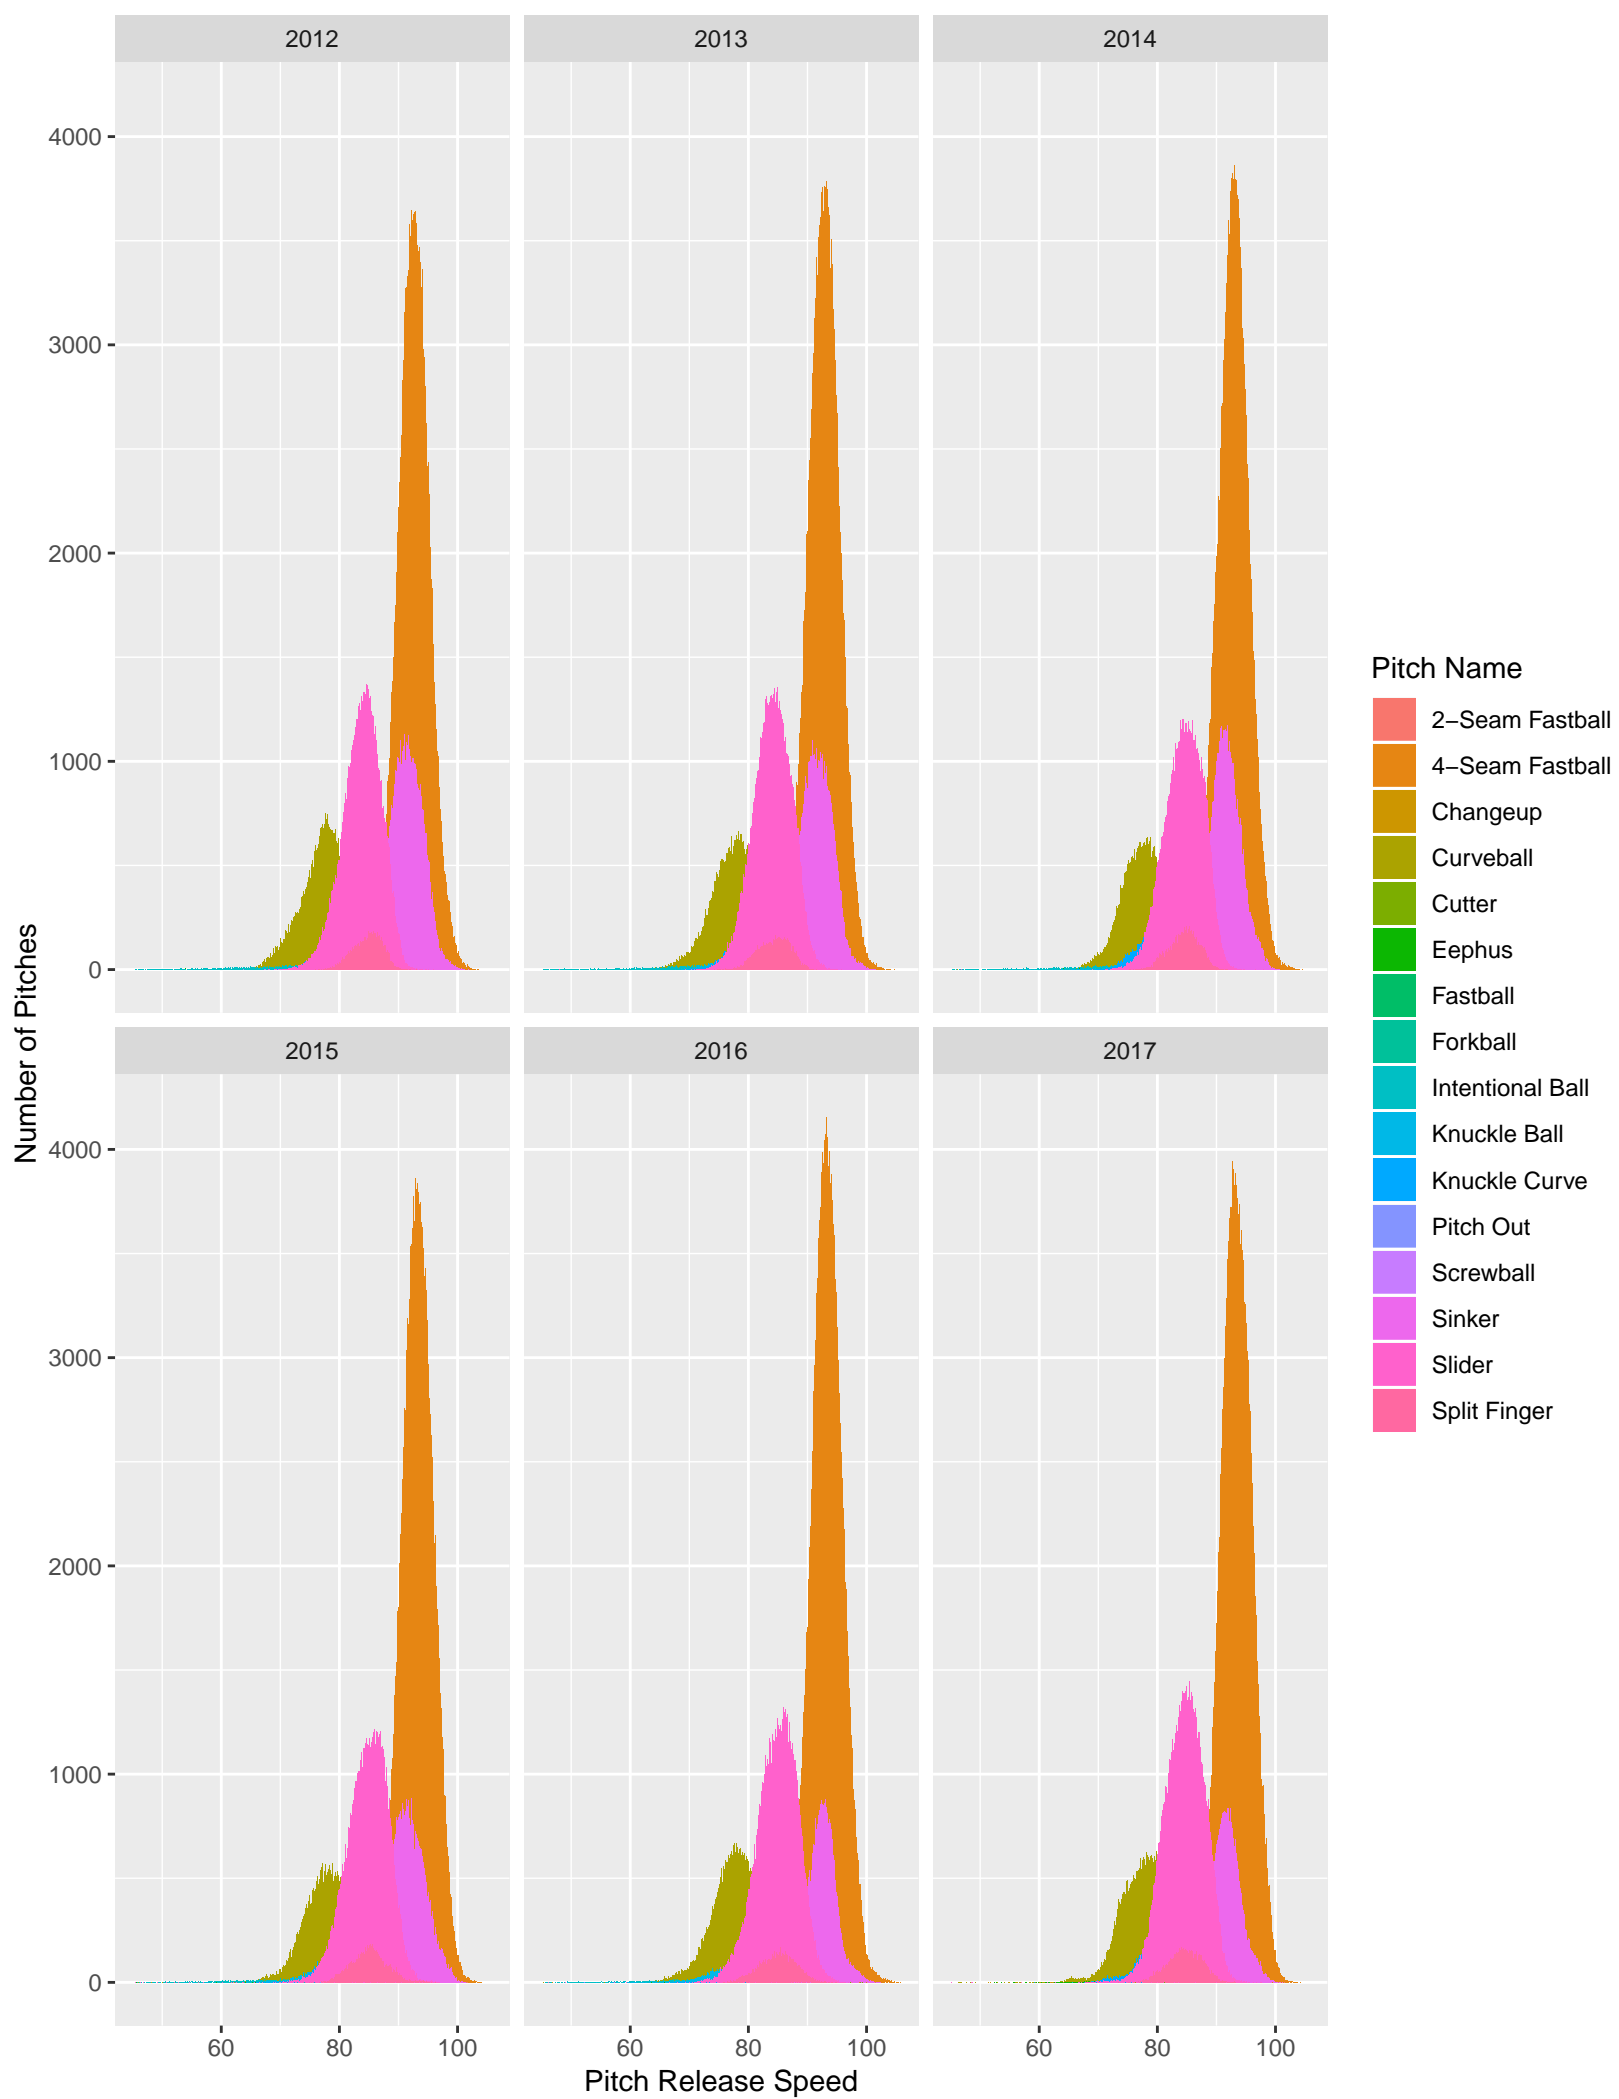 2012
2013
2014
4000
3000
2000
1000
0
2015
2016
2017
4000
3000
2000
1000
0
60
80
100
60
80
100
60
80
100
Pitch Release Speed
Number of Pitches
Pitch Name
2−Seam Fastball
4−Seam Fastball
Changeup
Curveball
Cutter
Eephus
Fastball
Forkball
Intentional Ball
Knuckle Ball
Knuckle Curve
Pitch Out
Screwball
Sinker
Slider
Split Finger